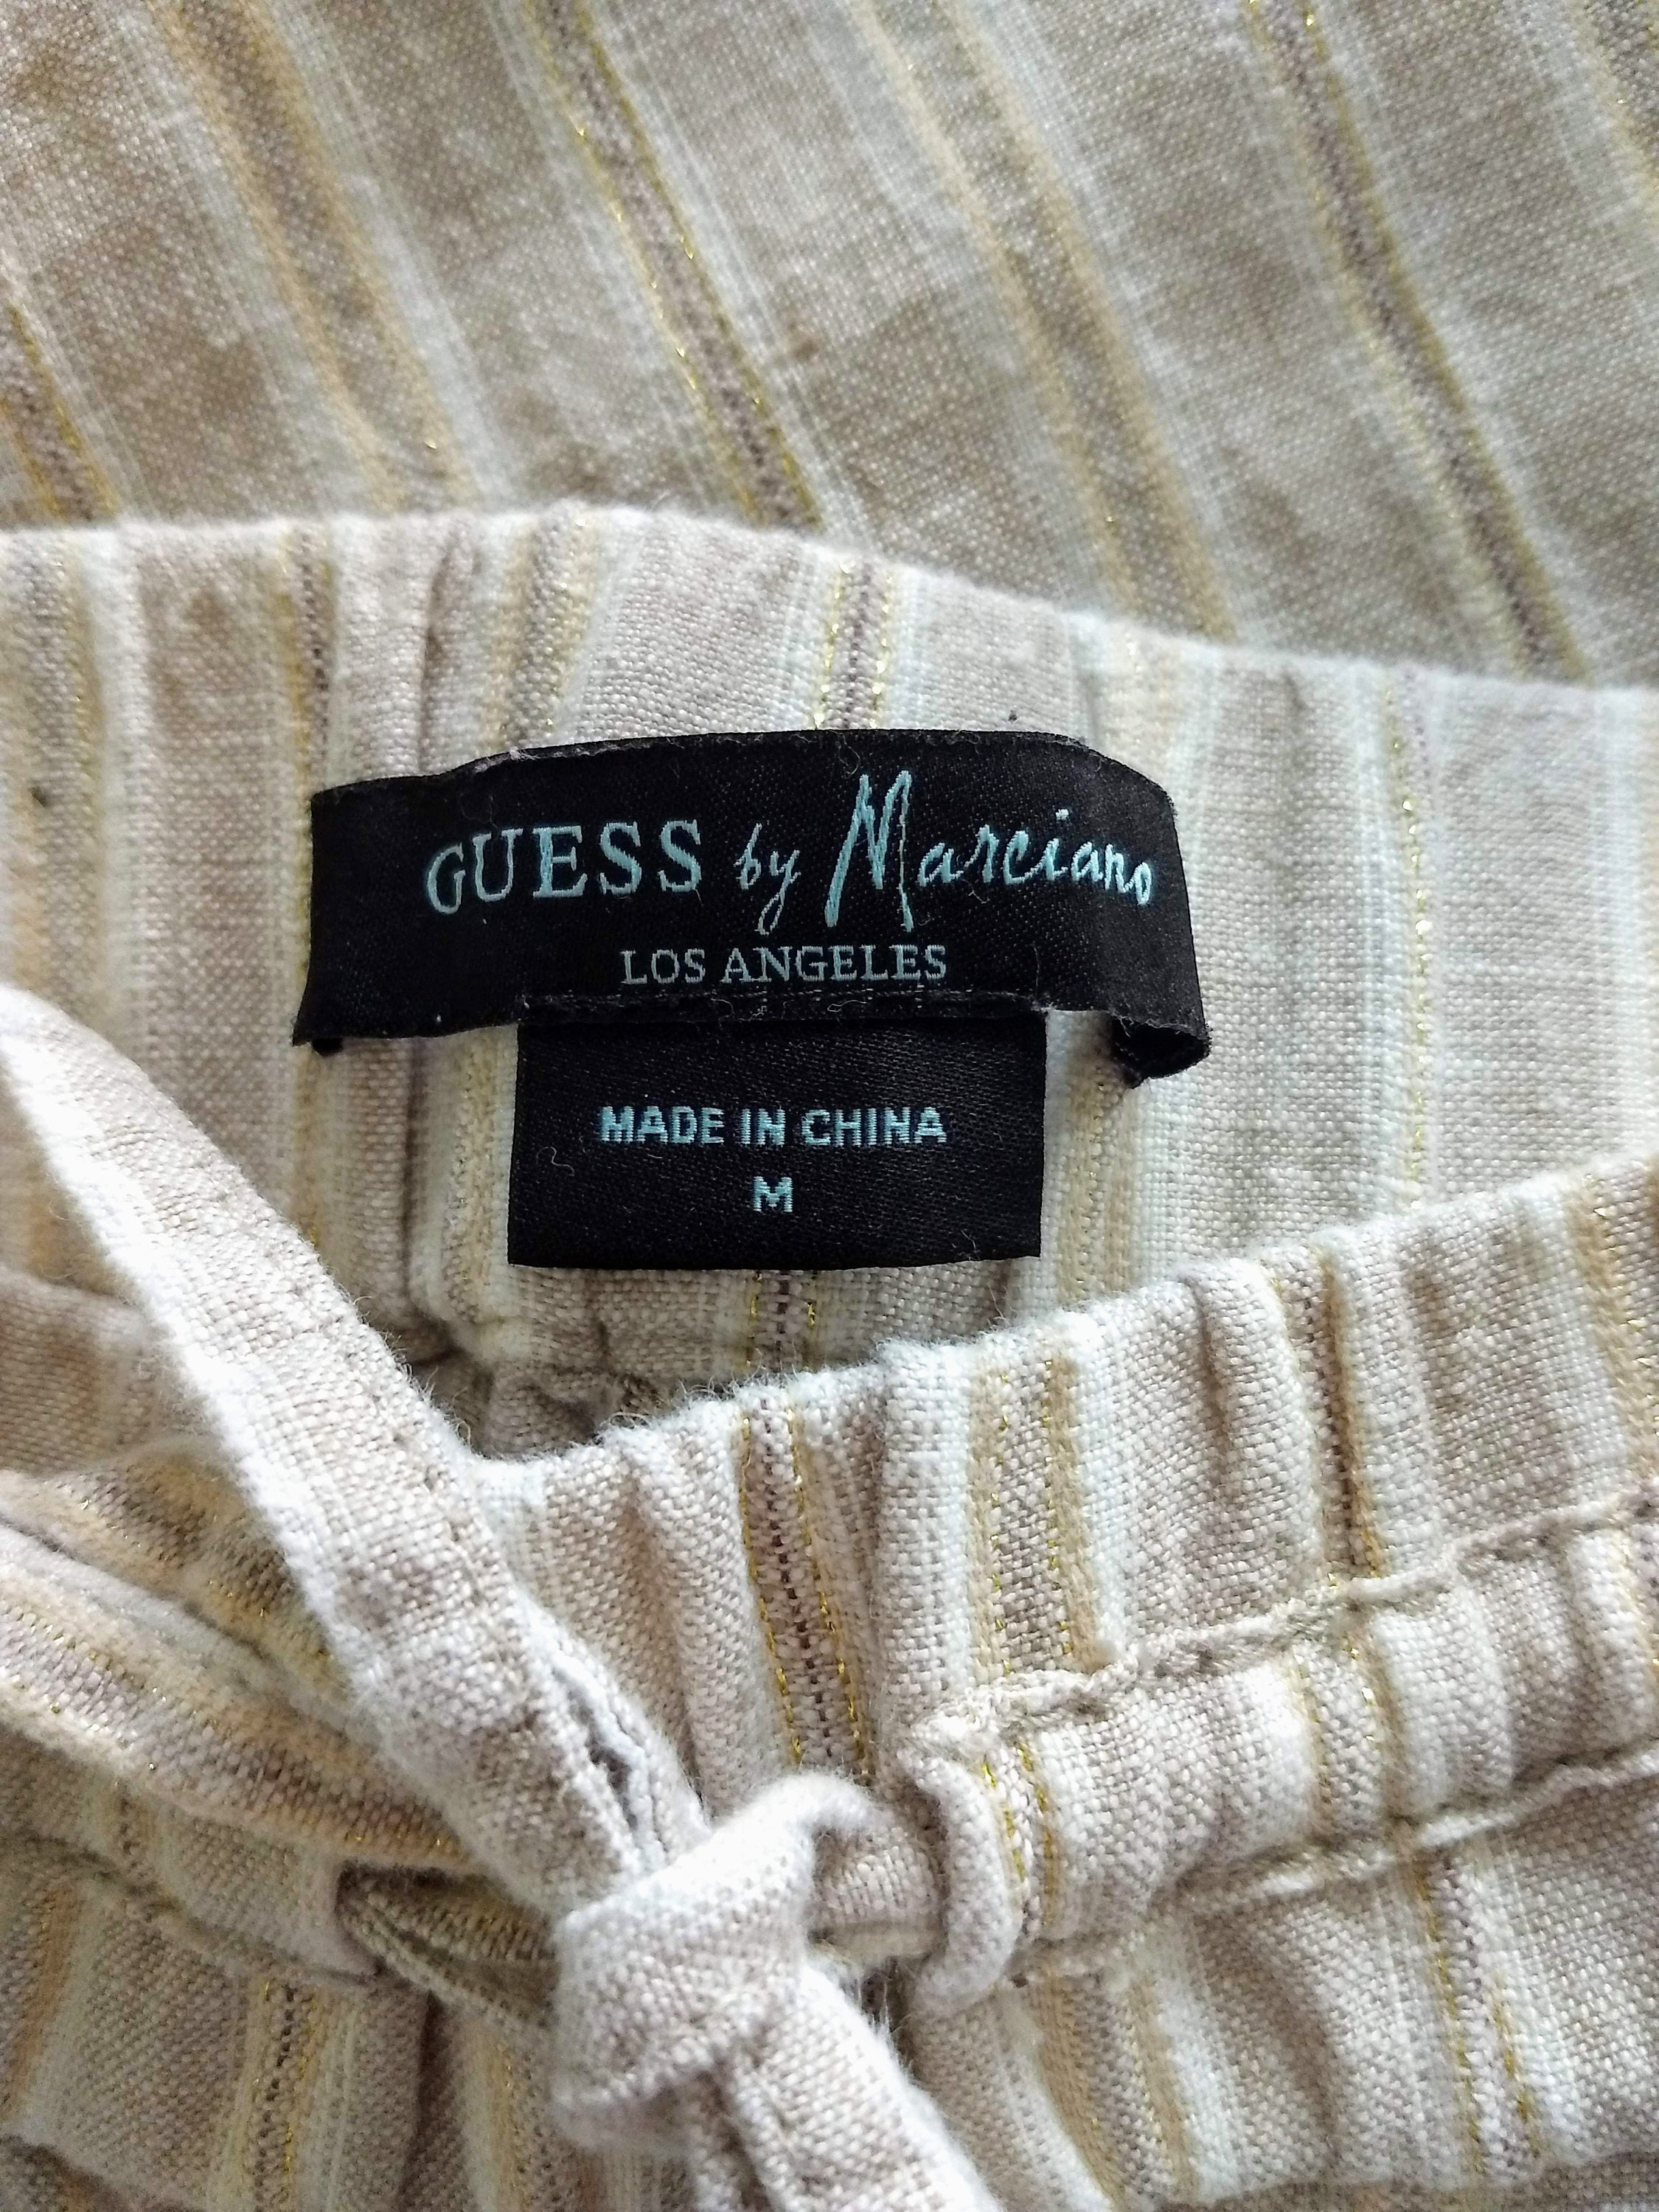 GUESS by Marciano
LOS ANGELES
MADE IN CHINA
M